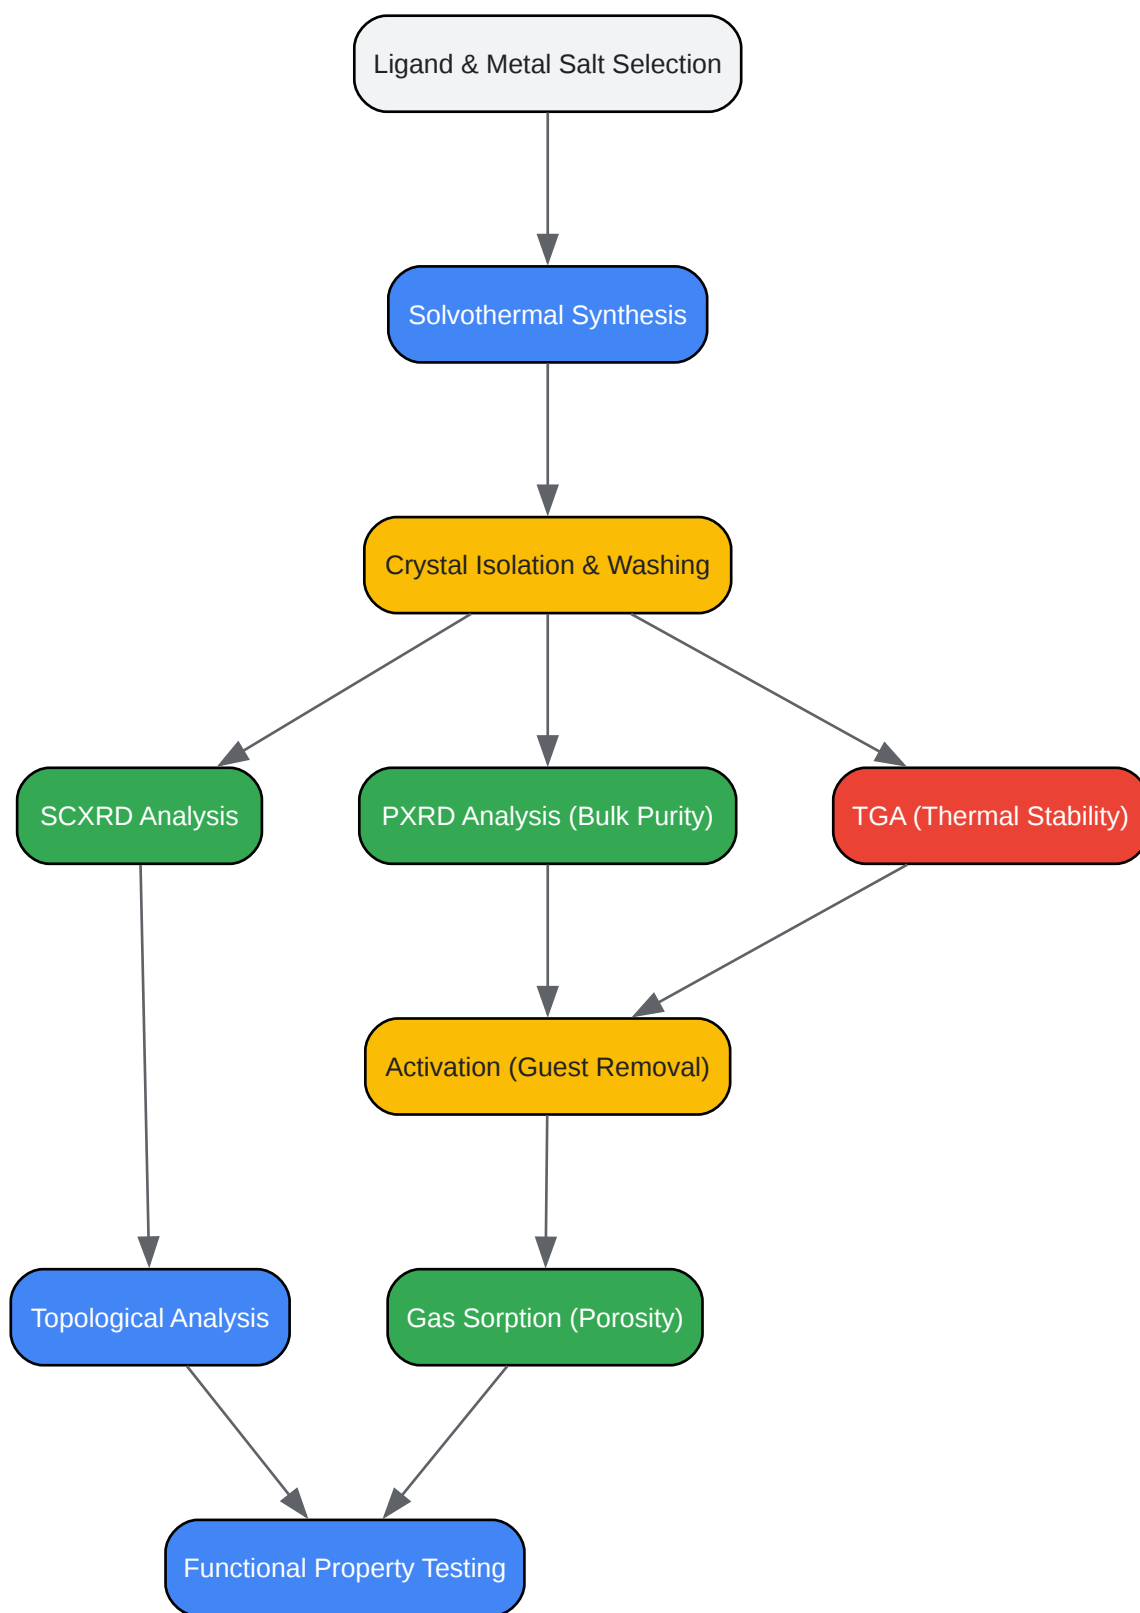 Ligand & Metal Salt Selection
Solvothermal Synthesis
Crystal Isolation & Washing
SCXRD Analysis
PXRD Analysis (Bulk Purity)
TGA (Thermal Stability)
Activation (Guest Removal)
Topological Analysis
Gas Sorption (Porosity)
Functional Property Testing